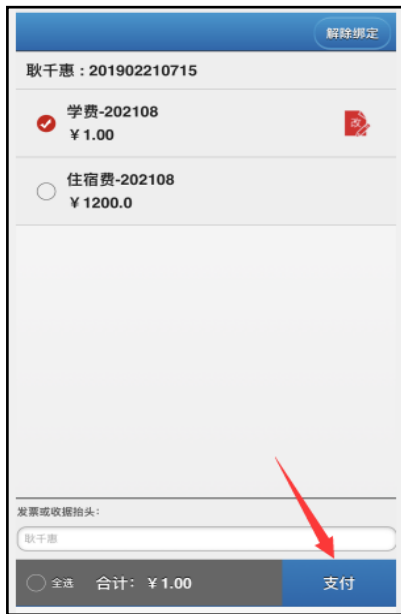 解除绑定
耿千惠：201902210715
学费-202108
￥1.00
改
住宿费-202108
￥1200.0
发票或收据抬头：
耿千惠
全选 合计：￥1.00 支付